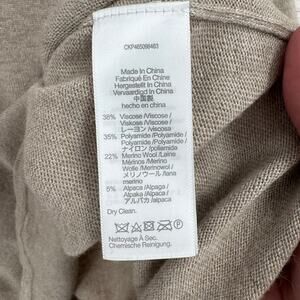 CKP465098463
Made In China
Fabriqué En Chine
Hergestellt in China
Vervaardigd in China
中国製
hecho en china
38% Viscose /Viscose/
Viskose /Viscose/
レーヨン /viscosa
35% Polyamide /Polyamide/
Polyamid /Polyamide/
ナイロン /poliamida
22% Merino Wool /Laine
Mérinos /Merino
Wolle /Merinowol /
メリノウール /lana
merino
5% Alpaca /Alpaga /
Alpaka /Alpaca /
アルパカ /alpaca
Dry Clean.
Nettoyage À Sec.
Chemische Reinigung.